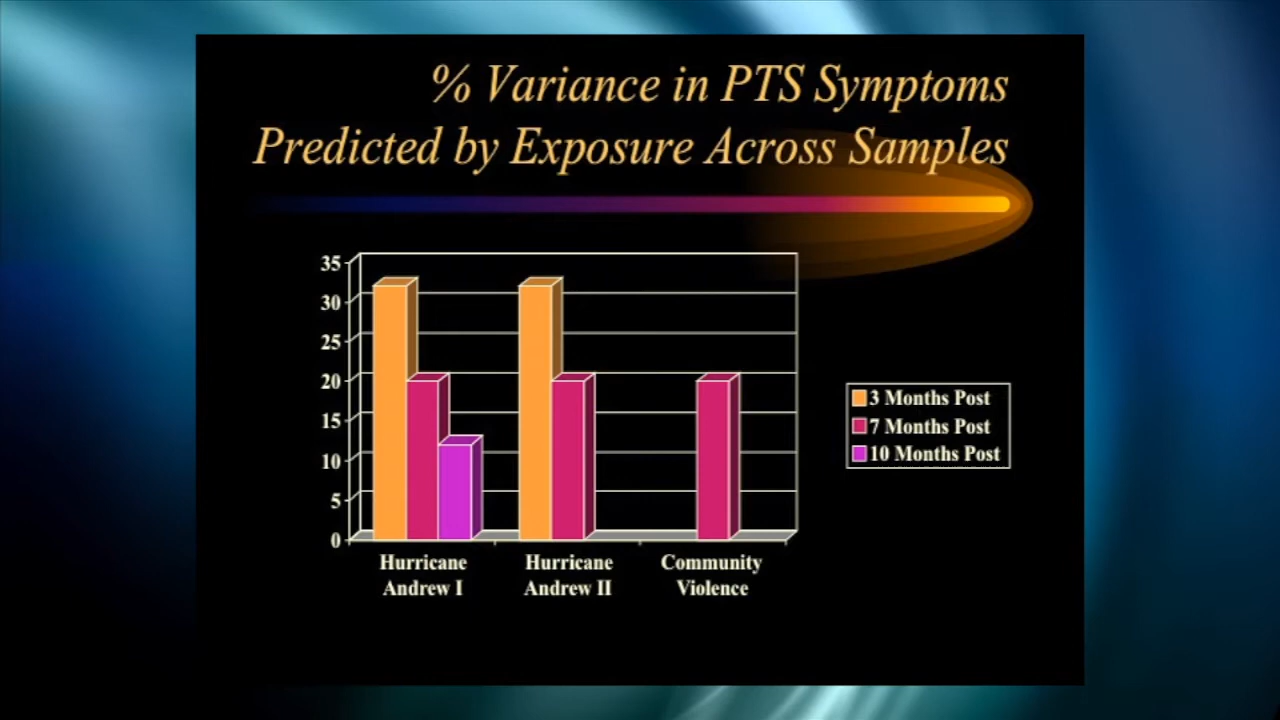 % Variance in PTS Symptoms
Predicted by Exposure Across Samples
35
30
25
20
15
10
5
0
Hurricane
Andrew I
Hurricane
Andrew II
Community
Violence
3 Months Post
7 Months Post
10 Months Post